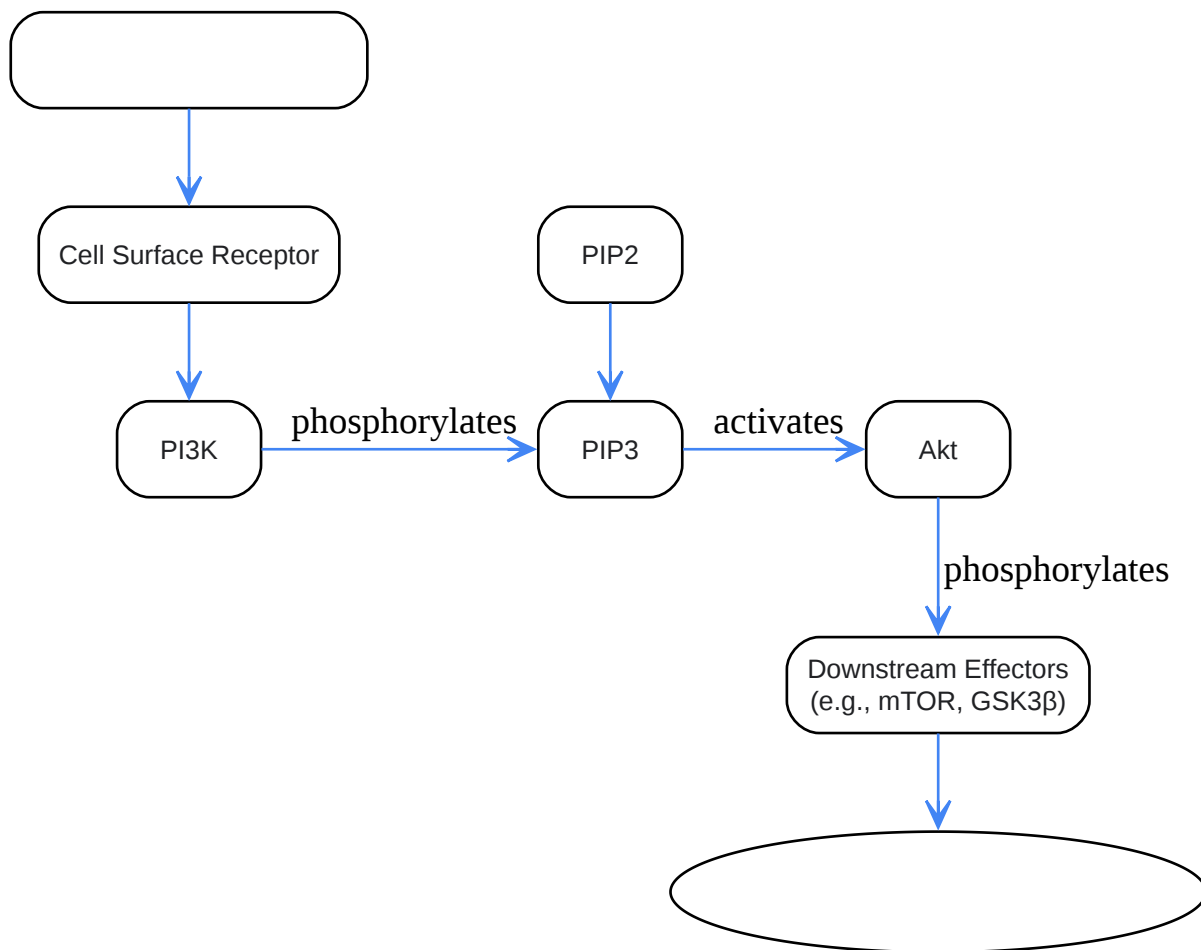 Cell Surface Receptor
PIP2
PI3K
phosphorylates
PIP3
activates
Akt
phosphorylates
Downstream Effectors
(e.g., mTOR, GSK3β)